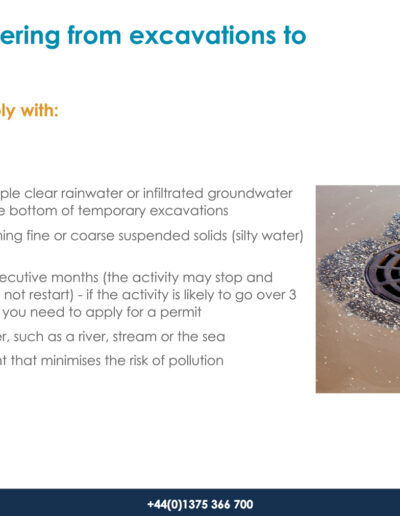 ering from excavations to
ly with:
ple clear rainwater or infiltrated groundwater
e bottom of temporary excavations
ing fine or coarse suspended solids (silty water)
ecutive months (the activity may stop and
not restart) - if the activity is likely to go over 3
you need to apply for a permit
er, such as a river, stream or the sea
nt that minimises the risk of pollution
+44(0)1375 366 700